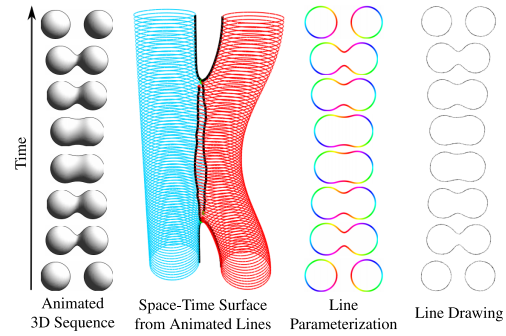 Time
Animated
3D Sequence
Space-Time Surface
from Animated Lines
Line
Parameterization
Line Drawing